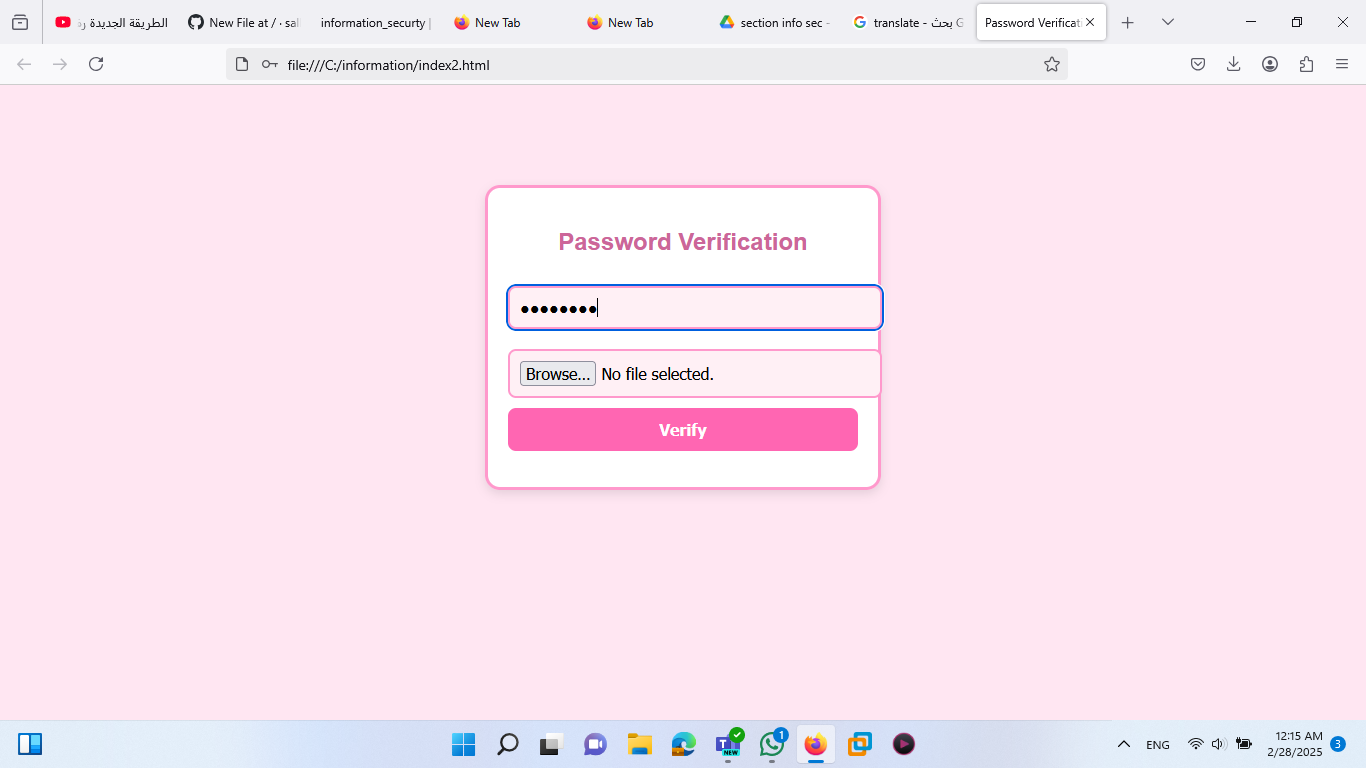 الطريقة الجديدة
New File at / · sal
information_securty |
New Tab
New Tab
section info sec -
translate - بحث G
Password Verificat
file:///C:/information/index2.html
Password Verification
••••••••
Browse... No file selected.
Verify
NEW
1
ENG
12:15 AM
2/28/2025
3